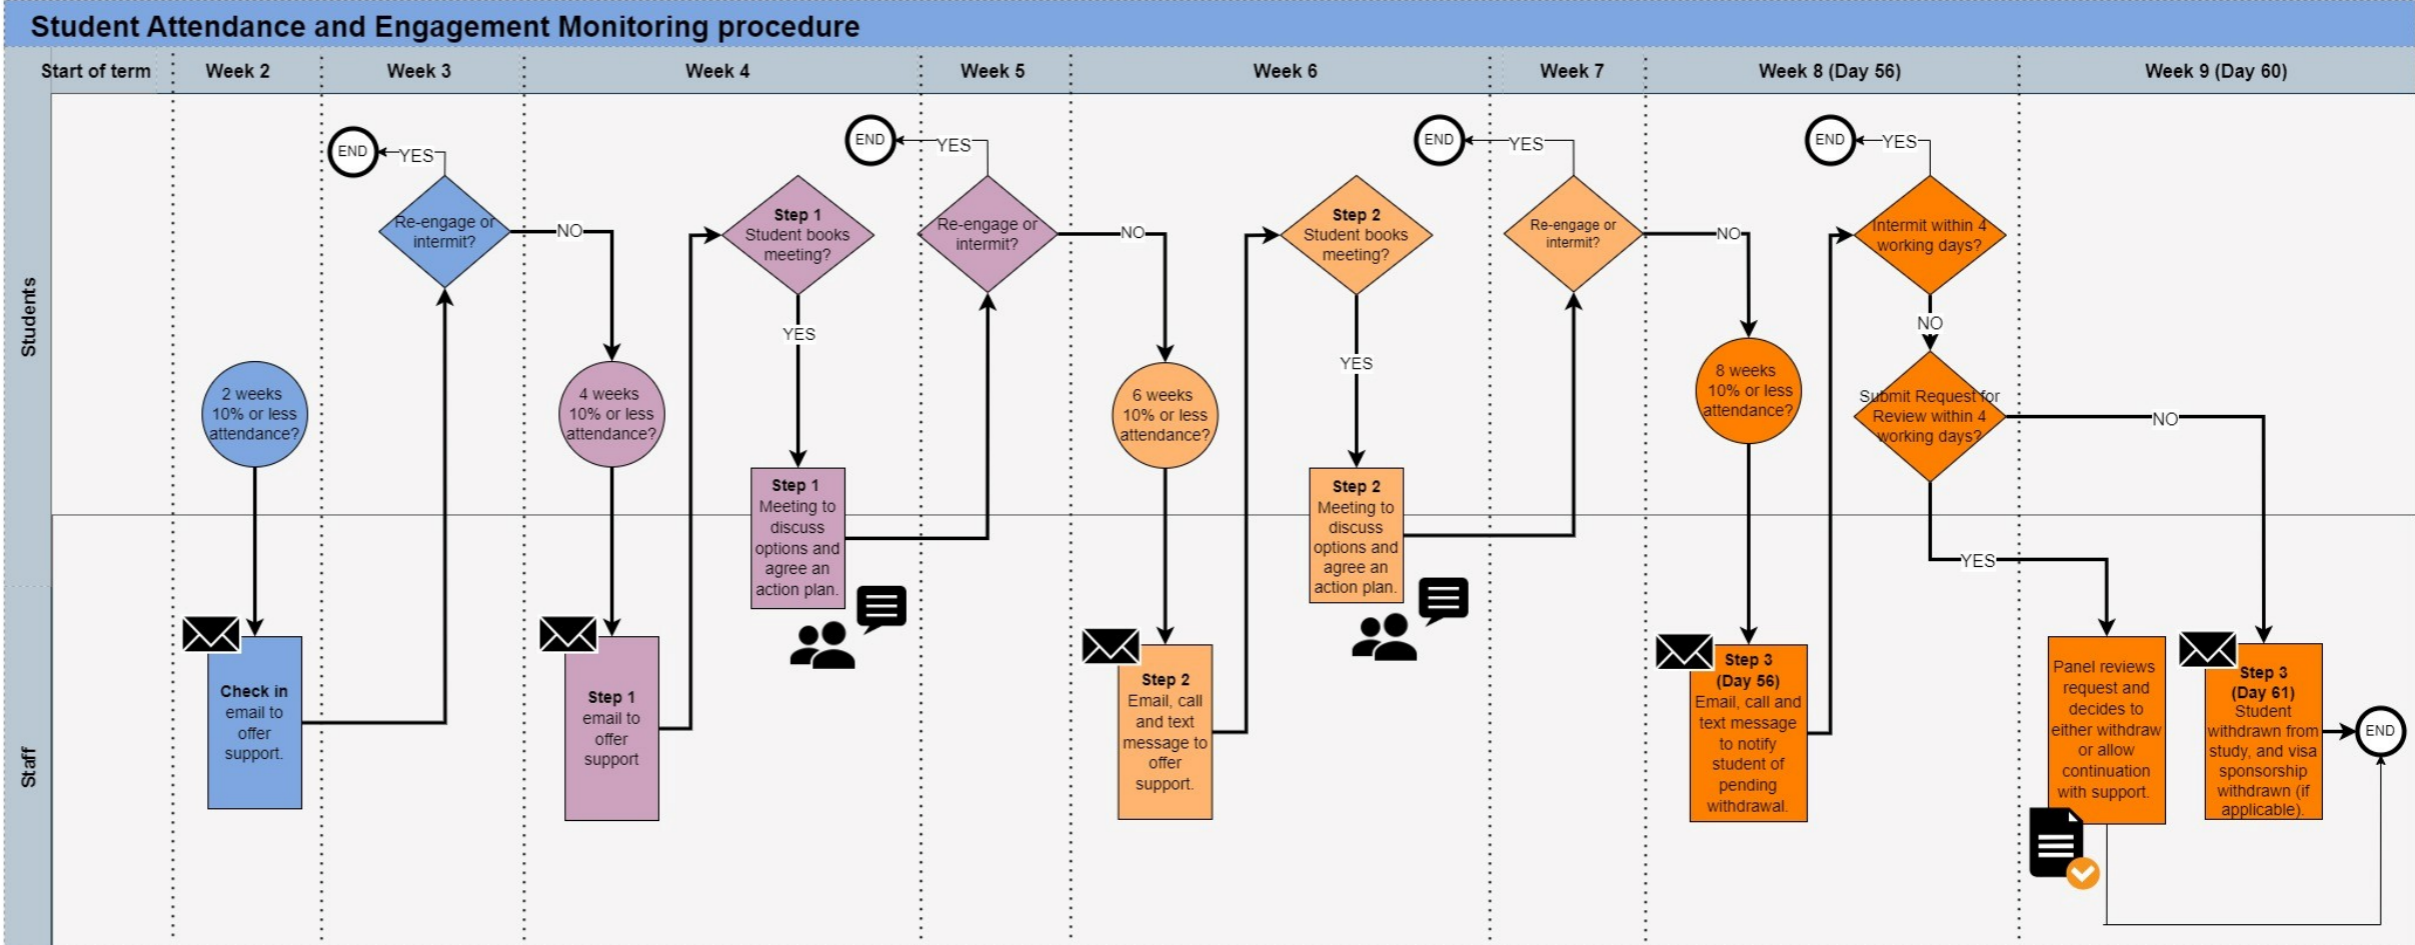 Student Attendance and Engagement Monitoring procedure
Start of term
Week 2
Week 3
Week 4
Week 5
Week 6
Week 7
Week 8 (Day 56)
Week 9 (Day 60)
Students
Staff
2 weeks
10% or less
attendance?
Check in
email to
offer
support.
END
YES
Re-engage or
intermit?
NO
4 weeks
10% or less
attendance?
Step 1
email to
offer
support
Step 1
Student books
meeting?
YES
Step 1
Meeting to
discuss
options and
agree an
action plan.
END
YES
Re-engage or
intermit?
NO
6 weeks
10% or less
attendance?
Step 2
Email, call
and text
message to
offer
support.
Step 2
Student books
meeting?
YES
Step 2
Meeting to
discuss
options and
agree an
action plan.
END
YES
Re-engage or
intermit?
NO
8 weeks
10% or less
attendance?
Step 3
(Day 56)
Email, call and
text message
to notify
student of
pending
withdrawal.
END
YES
Intermit within 4
working days?
NO
Submit Request for
Review within 4
working days?
NO
YES
Panel reviews
request and
decides to
either withdraw
or allow
continuation
with support.
Step 3
(Day 61)
Student
withdrawn from
study, and visa
sponsorship
withdrawn (if
applicable).
END